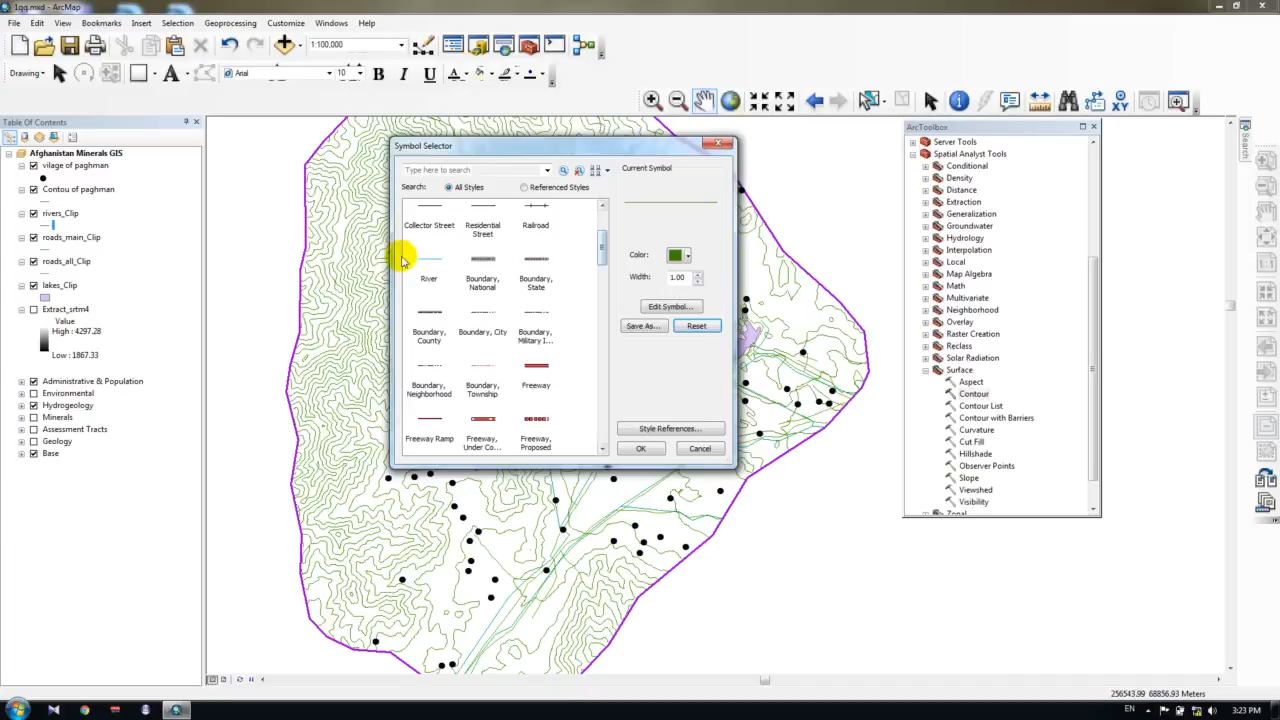 1qq.mxd - ArcMap
File Edit View Bookmarks Insert Selection Geoprocessing Customize Windows Help
1:100,000
Drawing Arial 10 B I U A
Table Of Contents
Afghanistan Minerals GIS
vilage of paghman
Contou of paghman
rivers_Clip
roads_main_Clip
roads_all_Clip
lakes_Clip
Extract_srtm4
Value
High : 4297.28
Low : 1867.33
Administrative & Population
Environmental
Hydrogeology
Minerals
Assessment Tracts
Geology
Base
Symbol Selector
Type here to search
Search: All Styles Referenced Styles
Collector Street
Residential
Street
Railroad
River
Boundary,
National
Boundary,
State
Boundary,
County
Boundary, City
Boundary,
Military I...
Boundary,
Neighborhood
Boundary,
Township
Freeway
Freeway Ramp
Freeway,
Under Co...
Freeway,
Proposed
Current Symbol
Color:
Width: 1.00
Edit Symbol...
Save As... Reset
Style References...
OK Cancel
ArcToolbox
Server Tools
Spatial Analyst Tools
Conditional
Density
Distance
Extraction
Generalization
Groundwater
Hydrology
Interpolation
Local
Map Algebra
Math
Multivariate
Neighborhood
Overlay
Raster Creation
Reclass
Solar Radiation
Surface
Aspect
Contour
Contour List
Contour with Barriers
Curvature
Cut Fill
Hillshade
Observer Points
Slope
Viewshed
Visibility
Zonal
Search
256543.99 68856.93 Meters
EN 3:23 PM